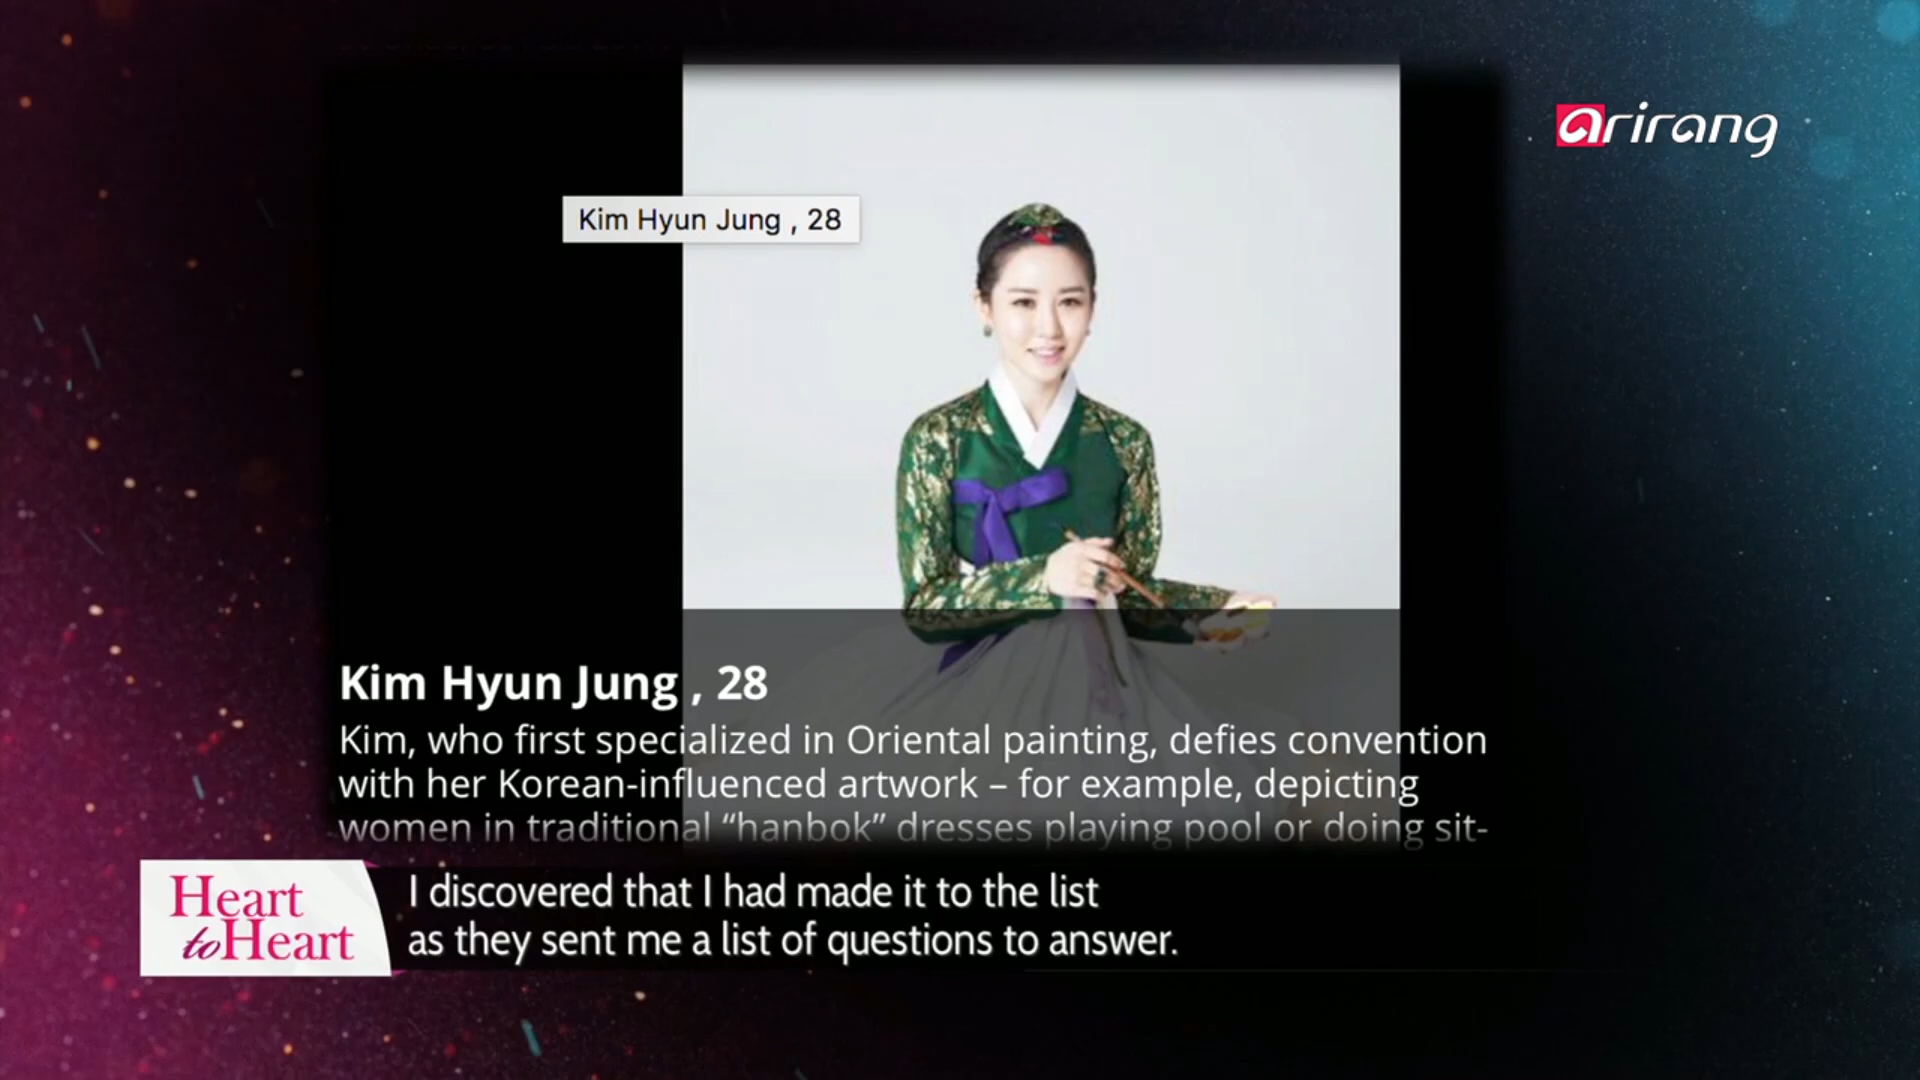 arirang
Kim Hyun Jung , 28
Kim Hyun Jung , 28
Kim, who first specialized in Oriental painting, defies convention
with her Korean-influenced artwork – for example, depicting
women in traditional “hanbok” dresses playing pool or doing sit-
Heart
to Heart
I discovered that I had made it to the list
as they sent me a list of questions to answer.